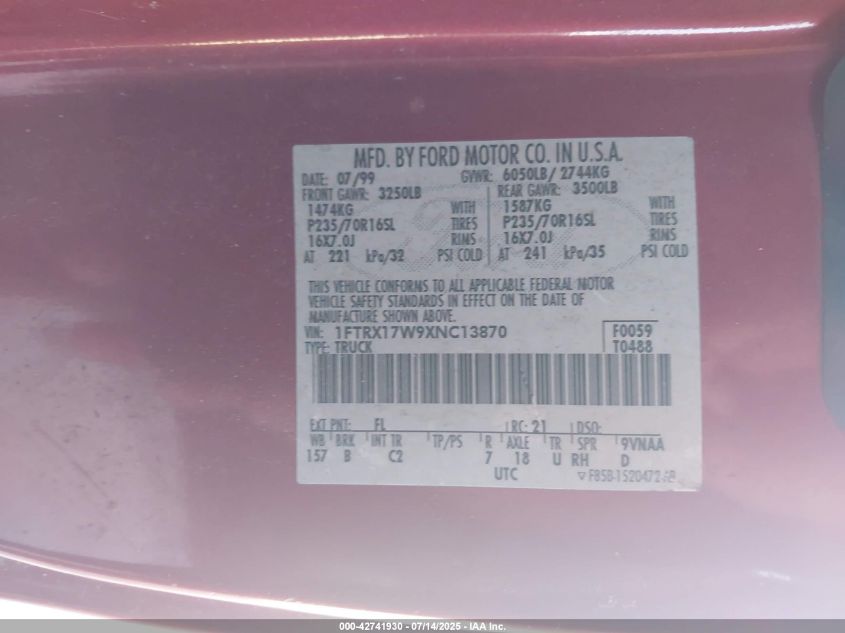 MFD. BY FORD MOTOR CO. IN U.S.A.
DATE: 07/99 GVWR: 6050LB/ 2744KG
FRONT GAWR: 3250LB REAR GAWR: 3500LB
1474KG WITH 1587KG WITH
P235/70R16SL TIRES P235/70R16SL TIRES
16X7.0J RIMS 16X7.0J RIMS
AT 221 kPa/32 PSI COLD AT 241 kPa/35 PSI COLD
THIS VEHICLE CONFORMS TO ALL APPLICABLE FEDERAL MOTOR
VEHICLE SAFETY STANDARDS IN EFFECT ON THE DATE OF
MANUFACTURE SHOWN ABOVE.
VIN: 1FTRX17W9XNC13870 F0059
TYPE: TRUCK T0488
EXT PNT: FL RC: 21 DSO:
WB BRK INT TR TP/PS R AXLE TR SPR 9VNAA
157 B C2 7 18 U RH D
UTC
000-42741930 - 07/14/2025 - IAA Inc.